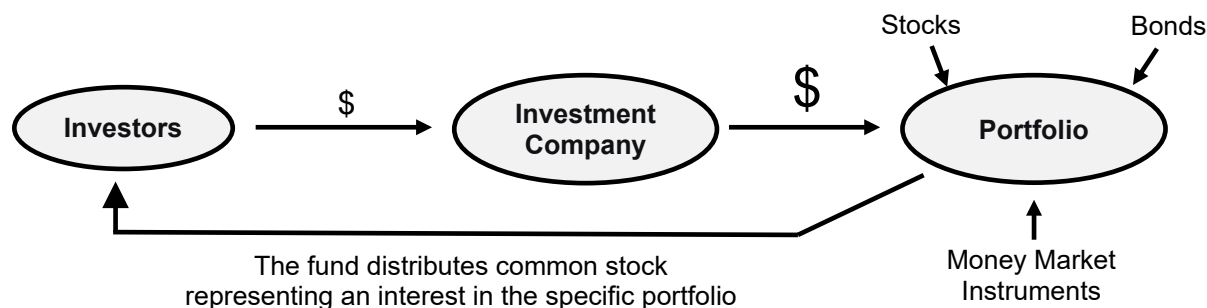 Stocks
Bonds
$
$
Investors
Investment
Company
Portfolio
The fund distributes common stock
representing an interest in the specific portfolio
Money Market
Instruments